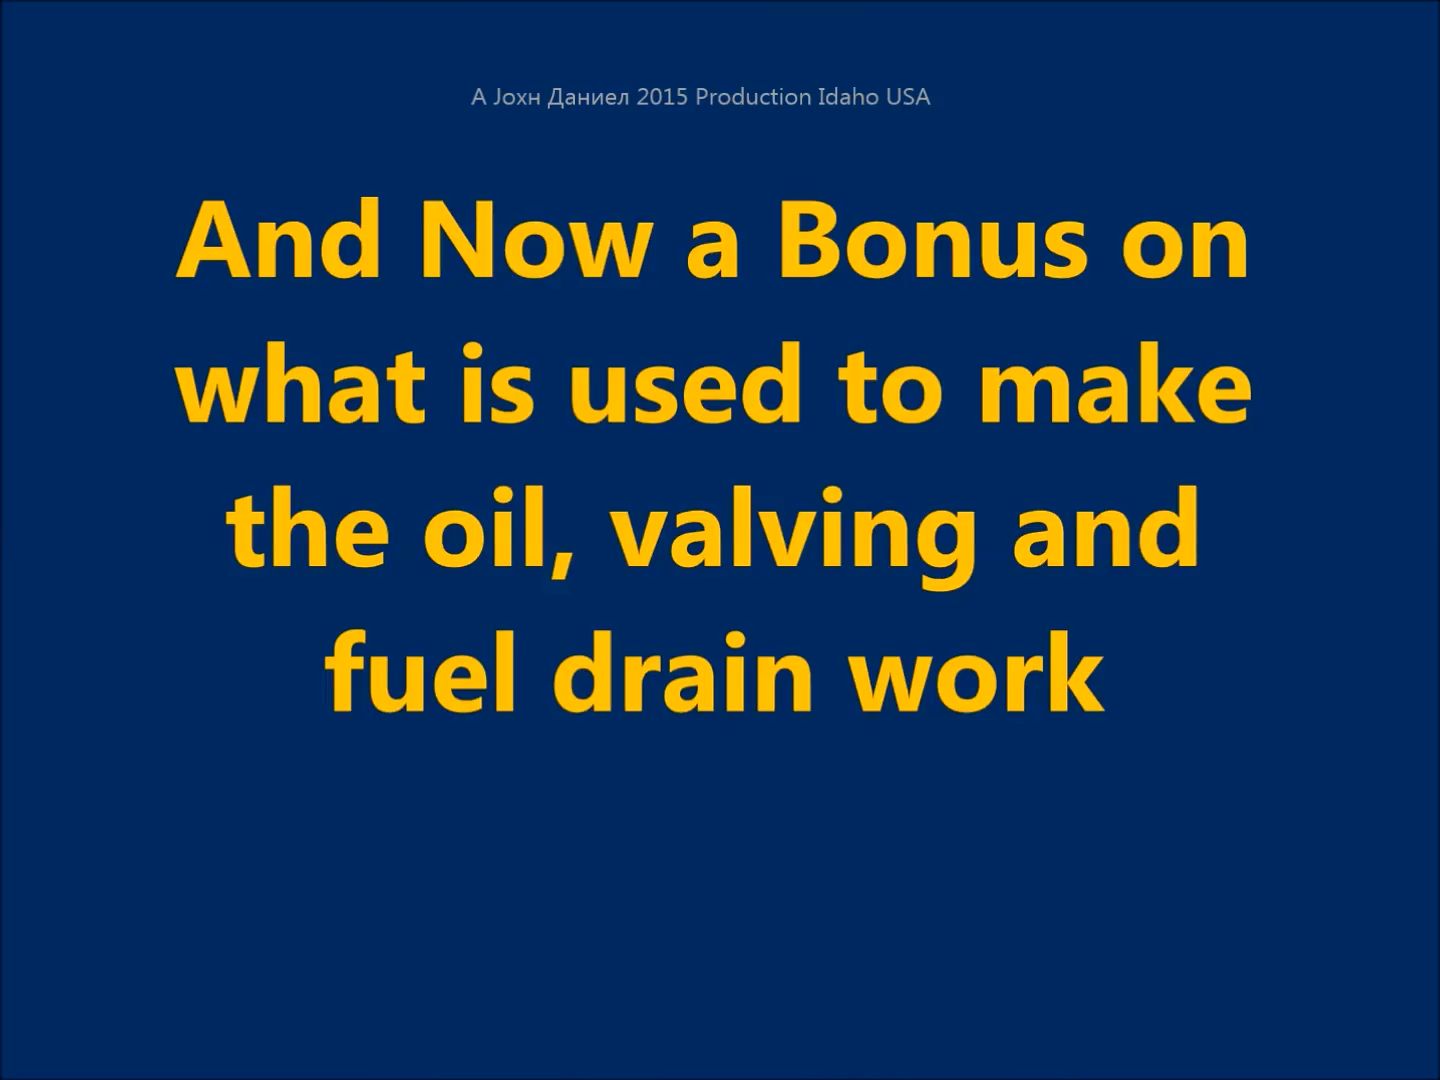 A Јохн Даниел 2015 Production Idaho USA
And Now a Bonus on
what is used to make
the oil, valving and
fuel drain work